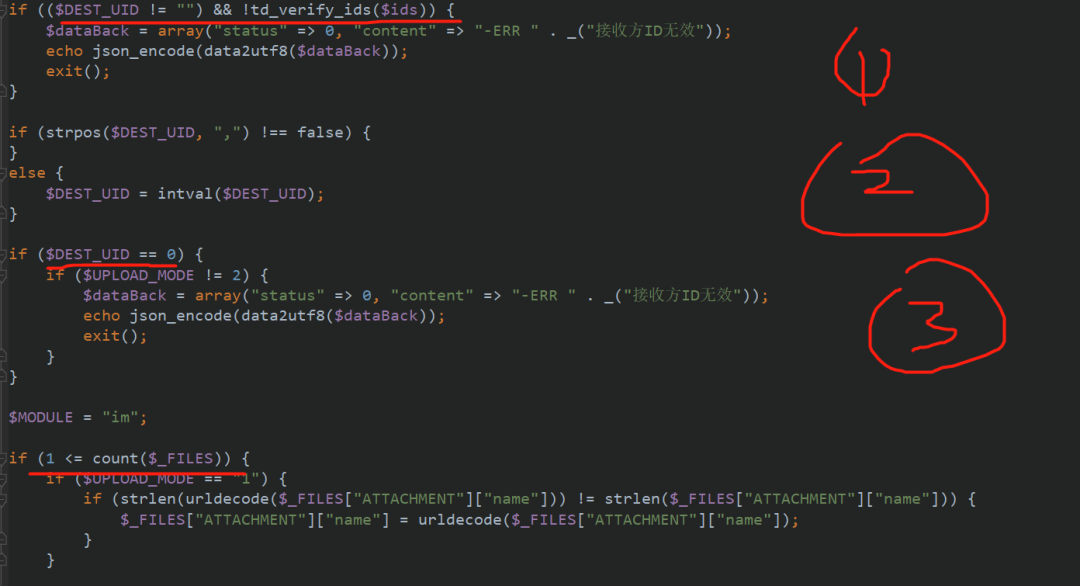 if (($DEST_UID != "") && !td_verify_ids($ids)) {
    $dataBack = array("status" => 0, "content" => "-ERR " . _("接收方ID无效"));
    echo json_encode(data2utf8($dataBack));
    exit();
}
1
if (strpos($DEST_UID, ",") !== false) {
}
else {
2
    $DEST_UID = intval($DEST_UID);
}
if ($DEST_UID == 0) {
    if ($UPLOAD_MODE != 2) {
        $dataBack = array("status" => 0, "content" => "-ERR " . _("接收方ID无效"));
        echo json_encode(data2utf8($dataBack));
3
        exit();
    }
}
$MODULE = "im";
if (1 <= count($_FILES)) {
    if ($UPLOAD_MODE == "1") {
        if (strlen(urldecode($_FILES["ATTACHMENT"]["name"])) != strlen($_FILES["ATTACHMENT"]["name"])) {
            $_FILES["ATTACHMENT"]["name"] = urldecode($_FILES["ATTACHMENT"]["name"]);
        }
    }